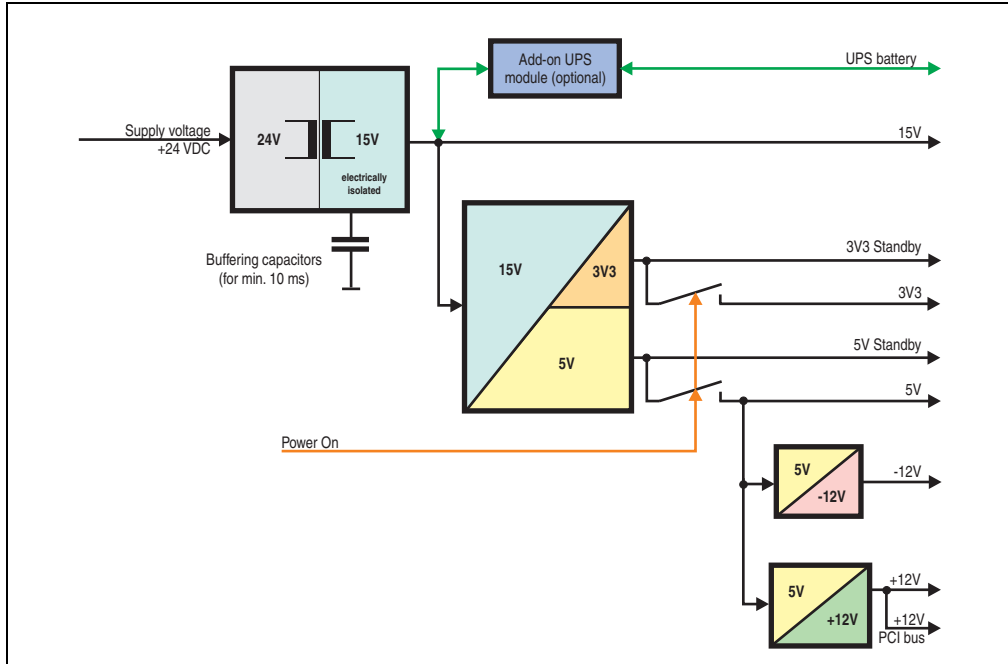 Add-on UPS
module (optional)
UPS battery
Supply voltage
+24 VDC
24V
15V
electrically
isolated
15V
Buffering capacitors
(for min. 10 ms)
15V
3V3
5V
3V3 Standby
3V3
5V Standby
5V
Power On
5V
-12V
-12V
5V
+12V
+12V
+12V
PCI bus